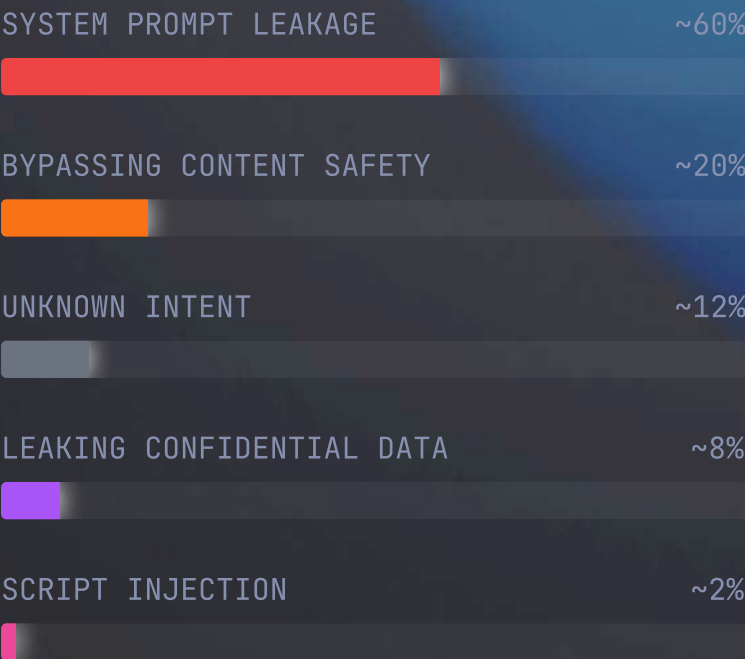 SYSTEM PROMPT LEAKAGE ~60%
BYPASSING CONTENT SAFETY ~20%
UNKNOWN INTENT ~12%
LEAKING CONFIDENTIAL DATA ~8%
SCRIPT INJECTION ~2%